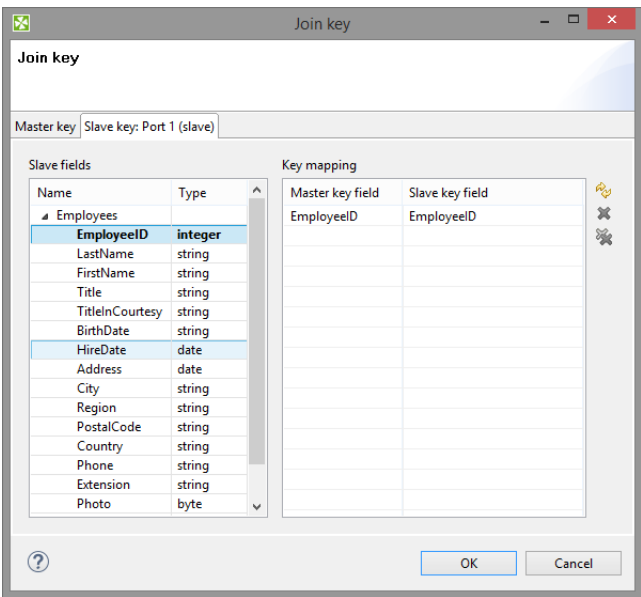 Join key
Join key
Master key Slave key: Port 1 (slave)
Slave fields Key mapping
Name Type Master key field Slave key field
Employees EmployeeID EmployeeID
EmployeeID integer
LastName string
FirstName string
Title string
TitleInCourtesy string
BirthDate string
HireDate date
Address date
City string
Region string
PostalCode string
Country string
Phone string
Extension string
Photo byte
? OK Cancel